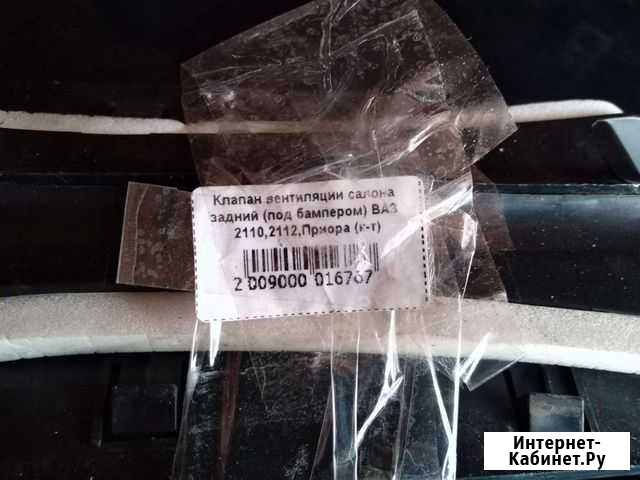 Клапан вентиляции салона
задний (под бампером) ВАЗ
2110,2112,Приора (к-т)
2 009000 016767
Интернет-
Кабинет.Ру